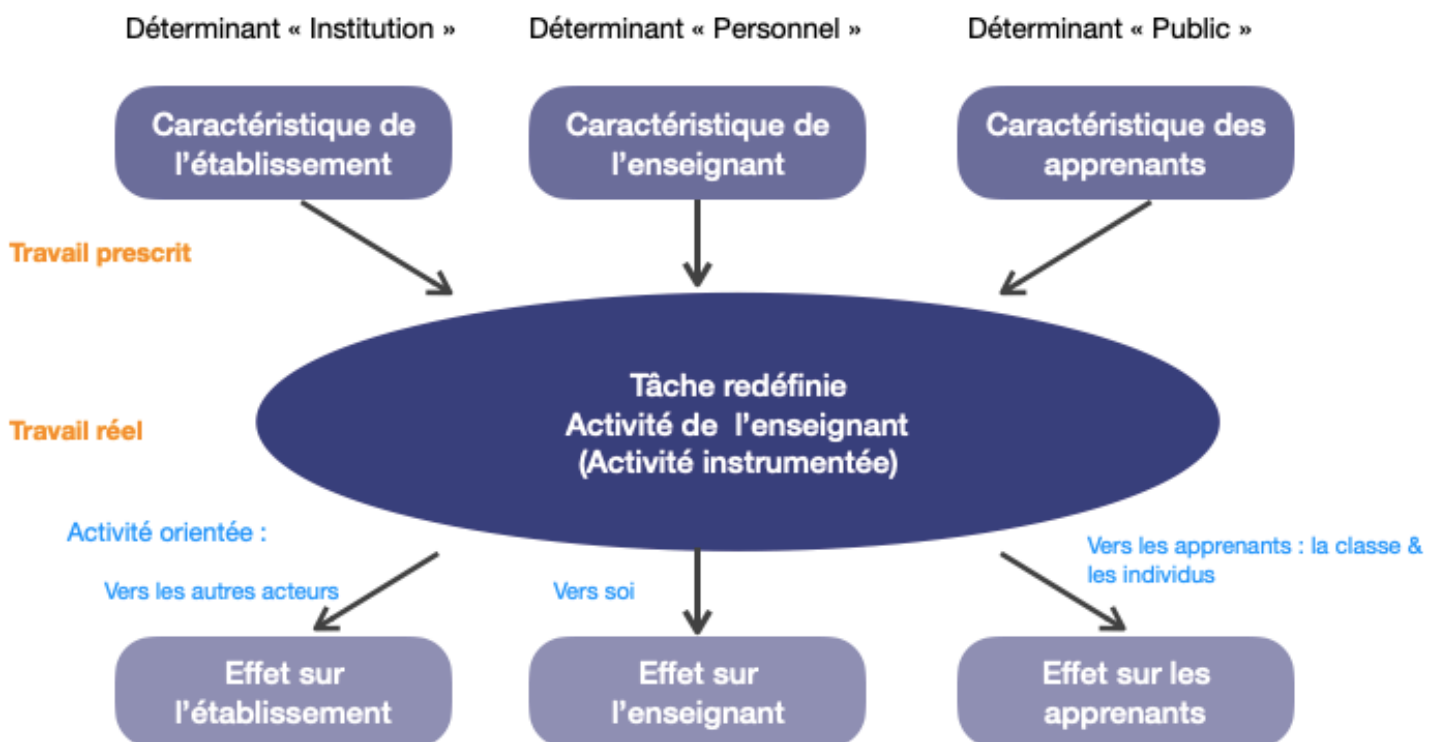 Déterminant « Institution »
Déterminant « Personnel »
Déterminant « Public »
Caractéristique de
l'établissement
Caractéristique de
l'enseignant
Caractéristique des
apprenants
Travail prescrit
Tâche redéfinie
Activité de  l'enseignant
(Activité instrumentée)
Travail réel
Activité orientée :
Vers les autres acteurs
Vers soi
Vers les apprenants : la classe &
les individus
Effet sur
l'établissement
Effet sur
l'enseignant
Effet sur les
apprenants